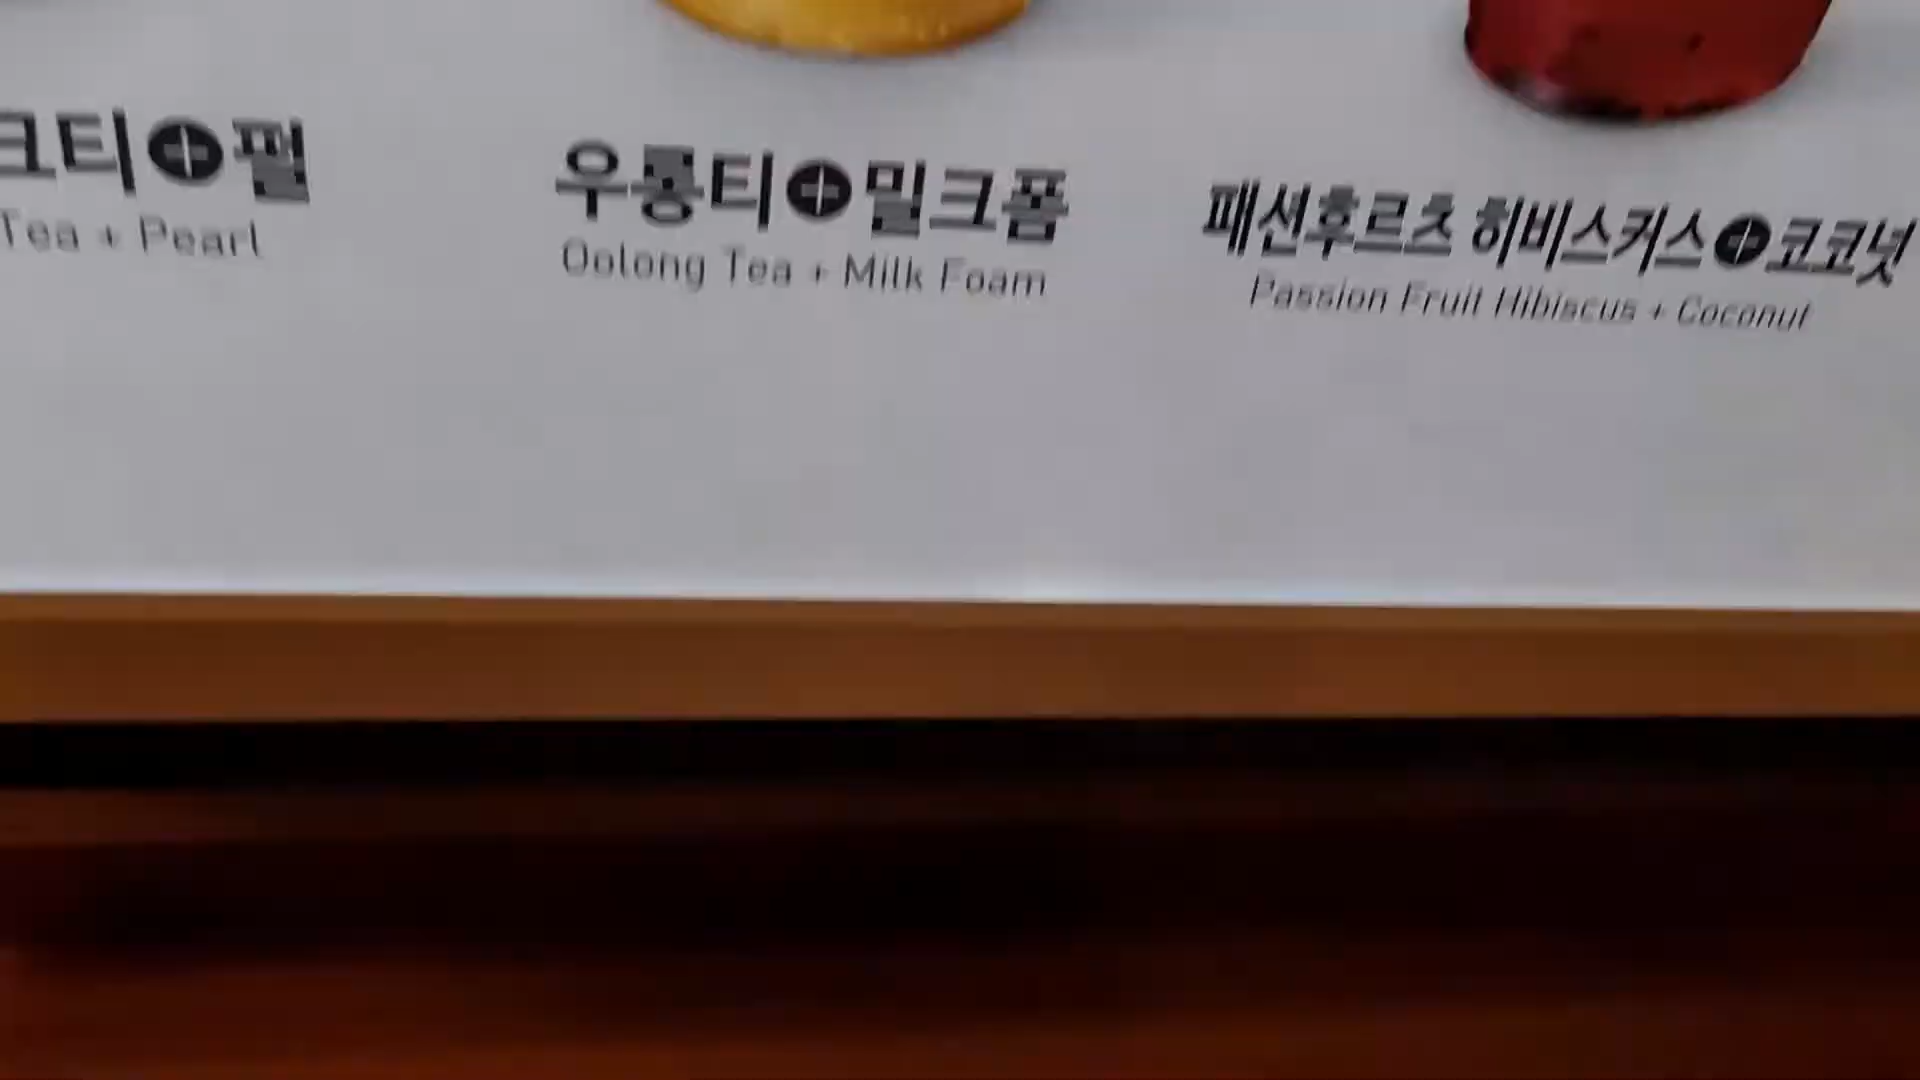 크티+펄
Tea + Pearl
우롱티+밀크폼
Oolong Tea + Milk Foam
패션후르츠 히비스커스+코코넛
Passion Fruit Hibiscus + Coconut